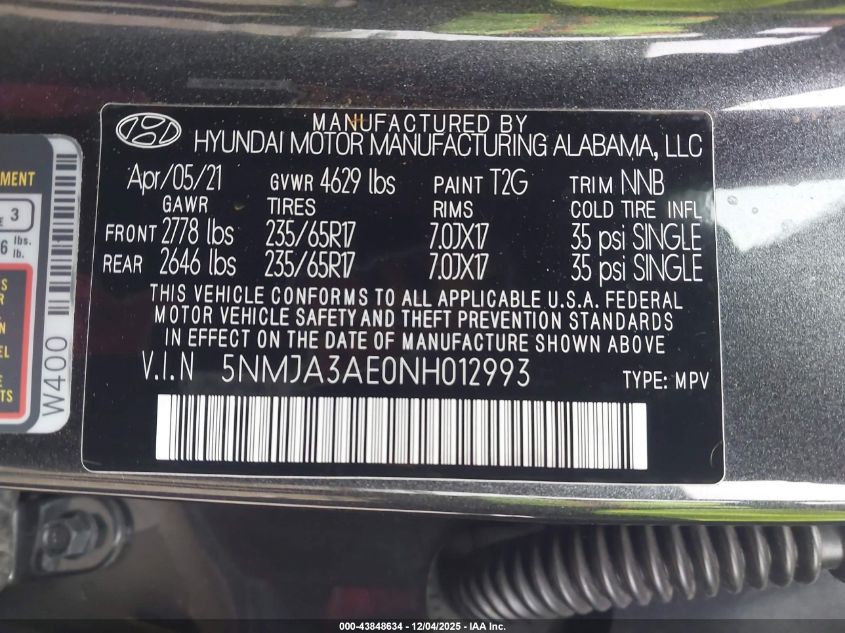 MANUFACTURED BY
HYUNDAI MOTOR MANUFACTURING ALABAMA, LLC
Apr/05/21 GVWR 4629 lbs PAINT T2G TRIM NNB
GAWR TIRES RIMS COLD TIRE INFL
FRONT 2778 lbs 235/65R17 7.0JX17 35 psi SINGLE
REAR 2646 lbs 235/65R17 7.0JX17 35 psi SINGLE
THIS VEHICLE CONFORMS TO ALL APPLICABLE U.S.A. FEDERAL
MOTOR VEHICLE SAFETY AND THEFT PREVENTION STANDARDS
IN EFFECT ON THE DATE OF MANUFACTURE SHOWN ABOVE
V.I.N 5NMJA3AE0NH012993 TYPE: MPV
3
6 lbs.
lb.
W400
000-43848634 - 12/04/2025 - IAA Inc.